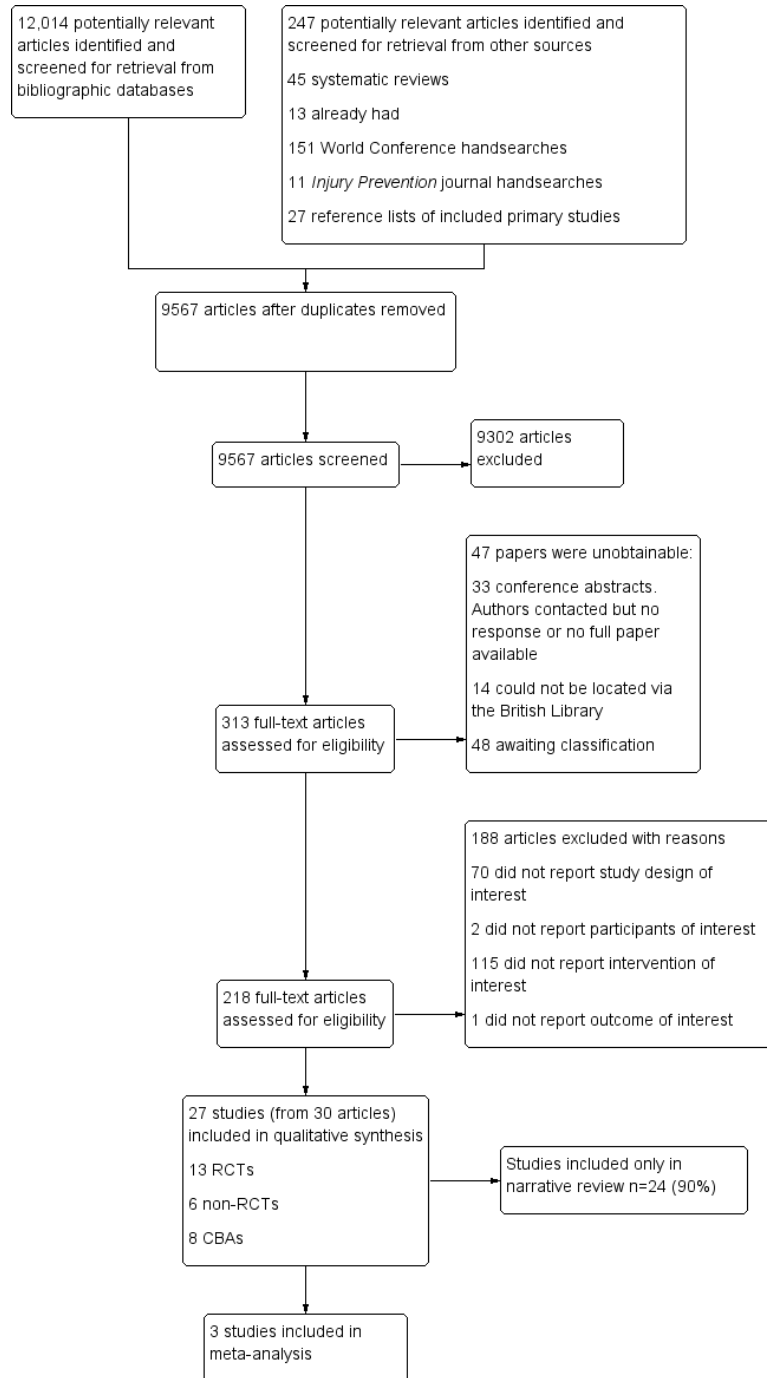 12,014 potentially relevant
articles identified and
screened for retrieval from
bibliographic databases
247 potentially relevant articles identified and
screened for retrieval from other sources
45 systematic reviews
13 already had
151 World Conference handsearches
11 Injury Prevention journal handsearches
27 reference lists of included primary studies
9567 articles after duplicates removed
9567 articles screened
9302 articles
excluded
47 papers were unobtainable:
33 conference abstracts.
Authors contacted but no
response or no full paper
available
14 could not be located via
the British Library
48 awaiting classification
313 full-text articles
assessed for eligibility
188 articles excluded with reasons
70 did not report study design of
interest
2 did not report participants of interest
115 did not report intervention of
interest
1 did not report outcome of interest
218 full-text articles
assessed for eligibility
27 studies (from 30 articles)
included in qualitative synthesis
13 RCTs
6 non-RCTs
8 CBAs
Studies included only in
narrative review n=24 (90%)
3 studies included in
meta-analysis